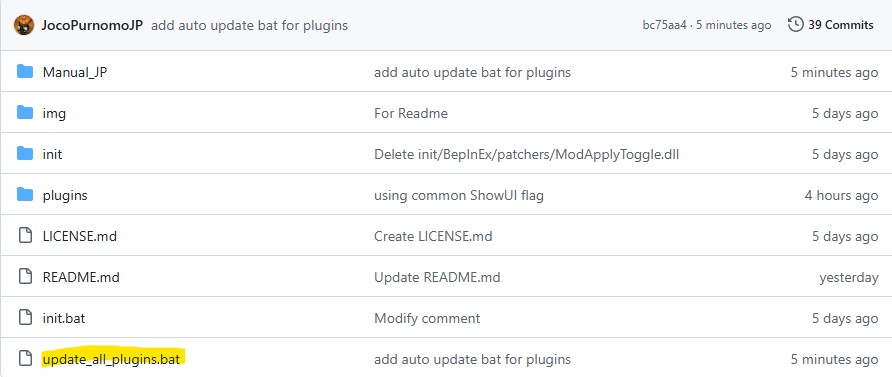 JocoPurnomoJP add auto update bat for plugins bc75aa4 · 5 minutes ago 39 Commits
Manual_JP add auto update bat for plugins 5 minutes ago
img For Readme 5 days ago
init Delete init/BepInEx/patchers/ModApplyToggle.dll 5 days ago
plugins using common ShowUI flag 4 hours ago
LICENSE.md Create LICENSE.md 5 days ago
README.md Update README.md yesterday
init.bat Modify comment 5 days ago
update_all_plugins.bat add auto update bat for plugins 5 minutes ago